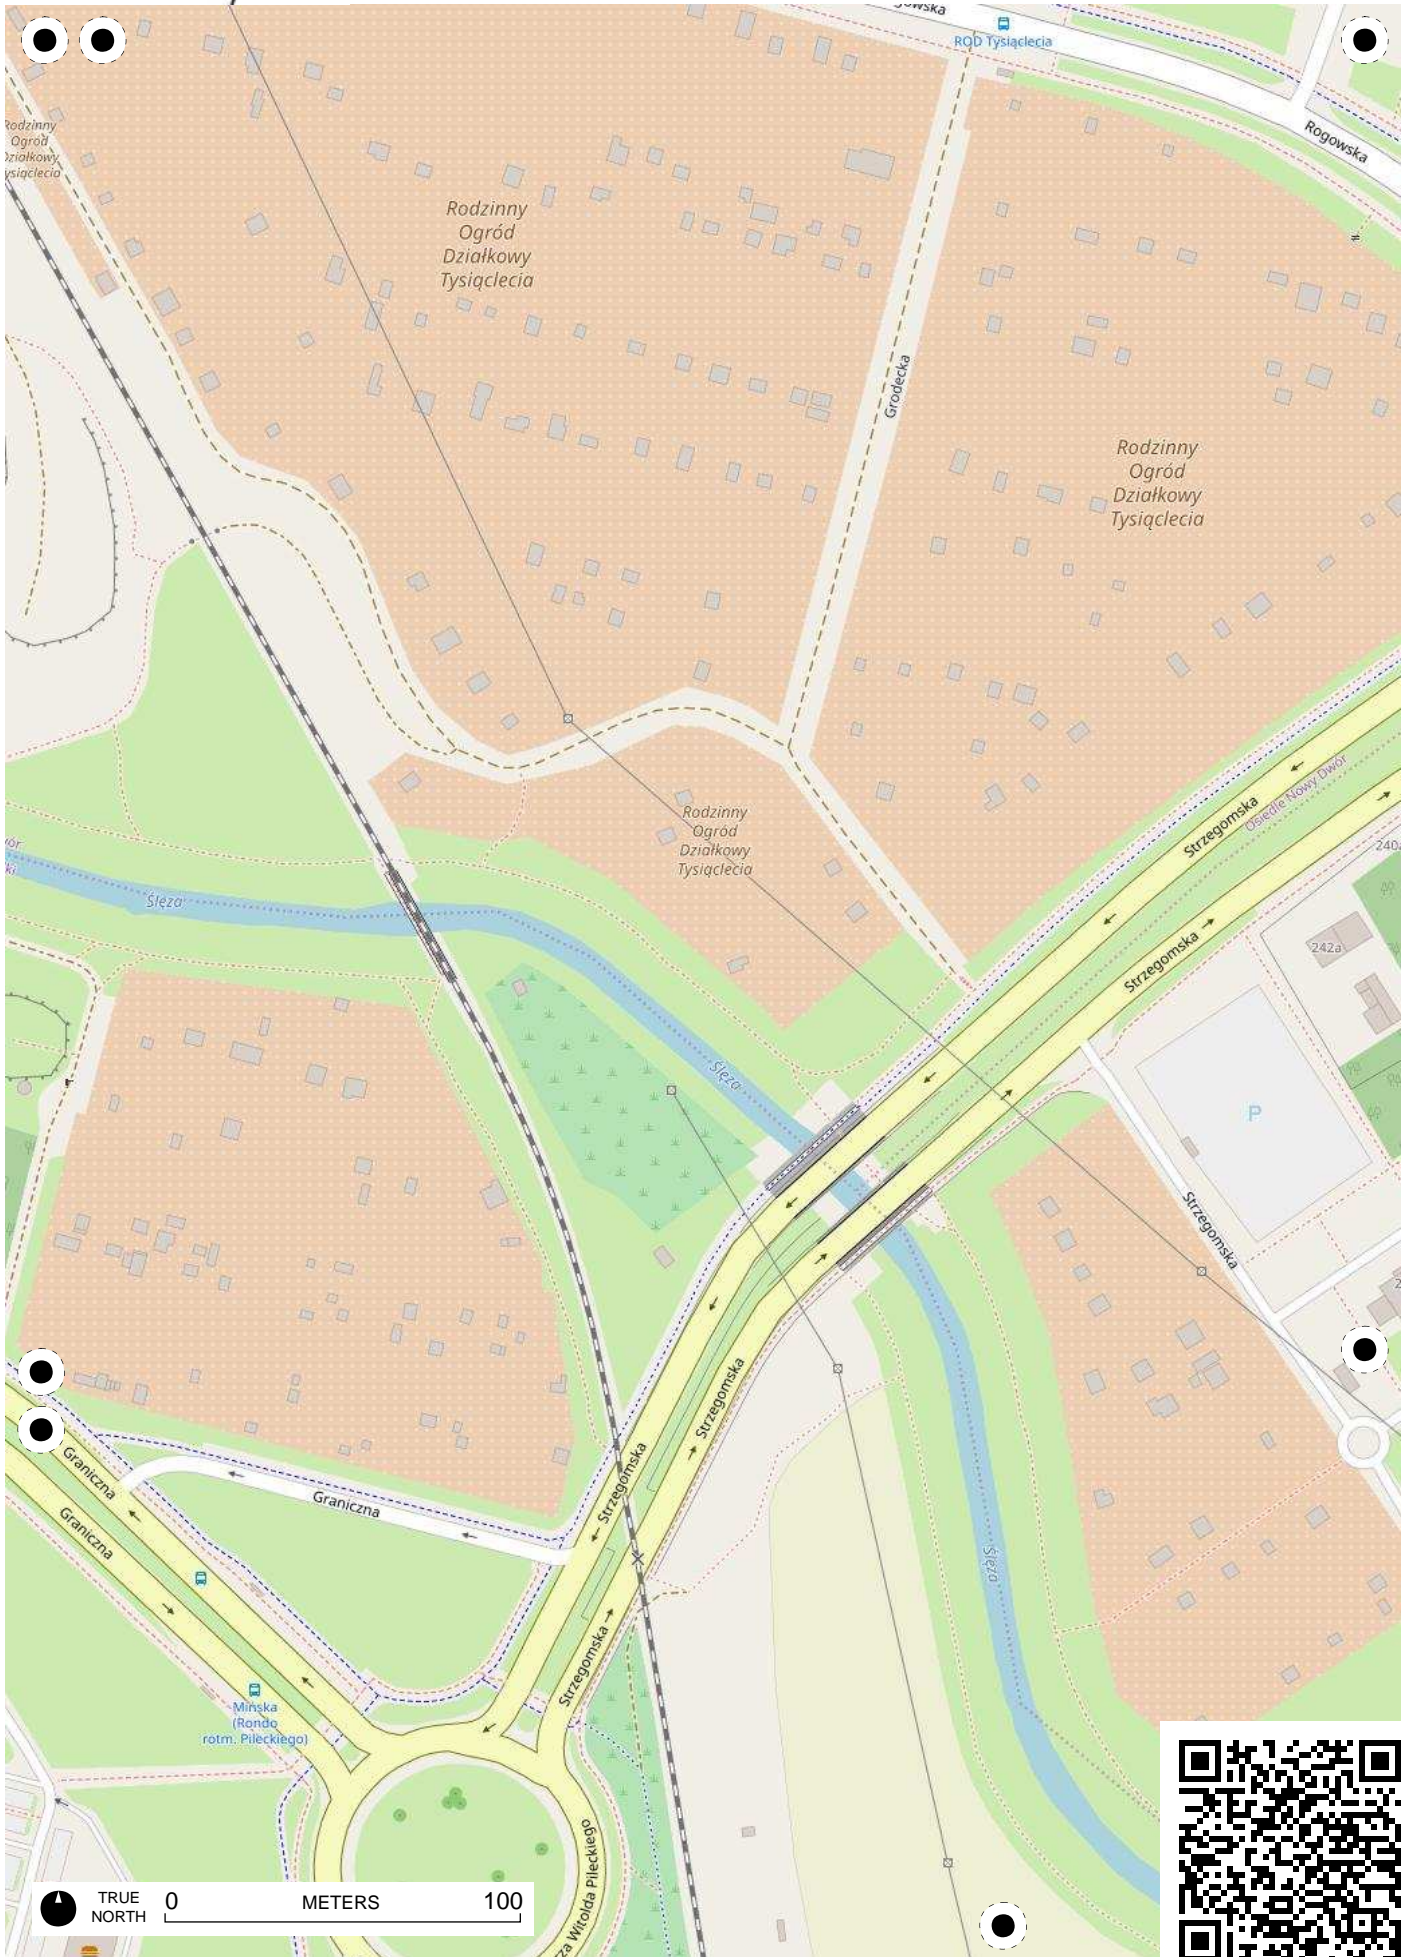 ROD Tysiąclecia
Rogowska
Rodzinny
Ogród
Działkowy
Tysiąclecia
Grodecka
Rodzinny
Ogród
Działkowy
Tysiąclecia
Rodzinny
Ogród
Działkowy
Tysiąclecia
Strzegomska
Osiedle Nowy Dwór
Strzegomska
242a
Ślęza
Ślęza
P
Strzegomska
Strzegomska
Strzegomska
Graniczna
Graniczna
Graniczna
Ślęza
Strzegomska
Mińska
(Rondo
rotm. Pileckiego)
Witolda Pileckiego
TRUE
NORTH
0 METERS 100